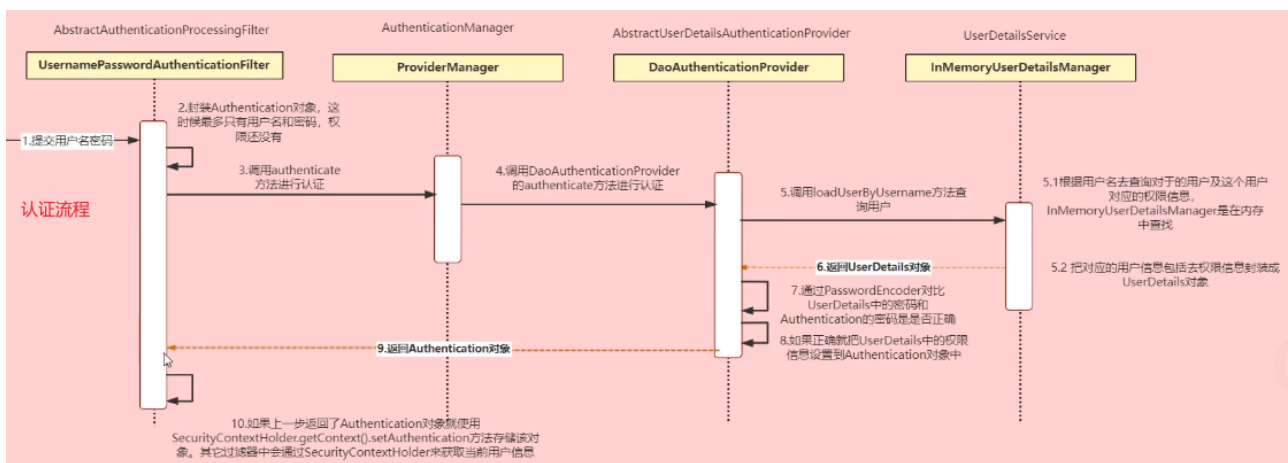 AbstractAuthenticationProcessingFilter
AuthenticationManager
AbstractUserDetailsAuthenticationProvider
UserDetailsService
UsernamePasswordAuthenticationFilter
ProviderManager
DaoAuthenticationProvider
InMemoryUserDetailsManager
1.提交用户名密码
2.封装Authentication对象，这
时候最多只有用户名和密码，权
限还没有
3.调用authenticate
方法进行认证
4.调用DaoAuthenticationProvider
的authenticate方法进行认证
5.调用loadUserByUsername方法查
询用户
5.1根据用户名去查询对于的用户及这个用户
对应的权限信息，
InMemoryUserDetailsManager是在内存
中查找
认证流程
6.返回UserDetails对象
5.2 把对应的用户信息包括去权限信息封装成
UserDetails对象
7.通过PasswordEncoder对比
UserDetails中的密码和
Authentication的密码是是否正确
8.如果正确就把UserDetails中的权限
信息设置到Authentication对象中
9.返回Authentication对象
10.如果上一步返回了Authentication对象就使用
SecurityContextHolder.getContext().setAuthentication方法存储该对
象。其它过滤器中会通过SecurityContextHolder来获取当前用户信息